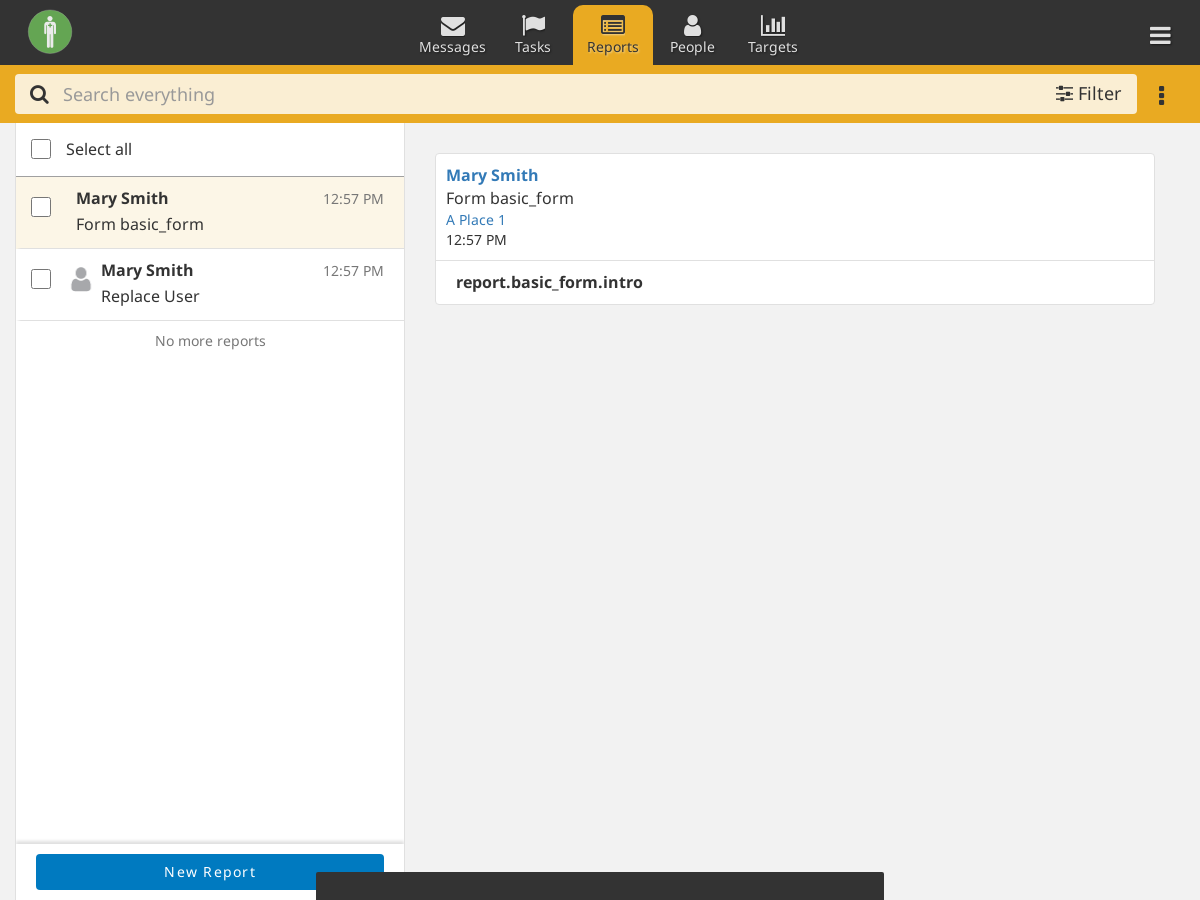 Messages
Tasks
Reports
People
Targets
Search everything
Filter
Select all
Mary Smith
12:57 PM
Form basic_form
Mary Smith
12:57 PM
Replace User
No more reports
New Report
Mary Smith
Form basic_form
A Place 1
12:57 PM
report.basic_form.intro